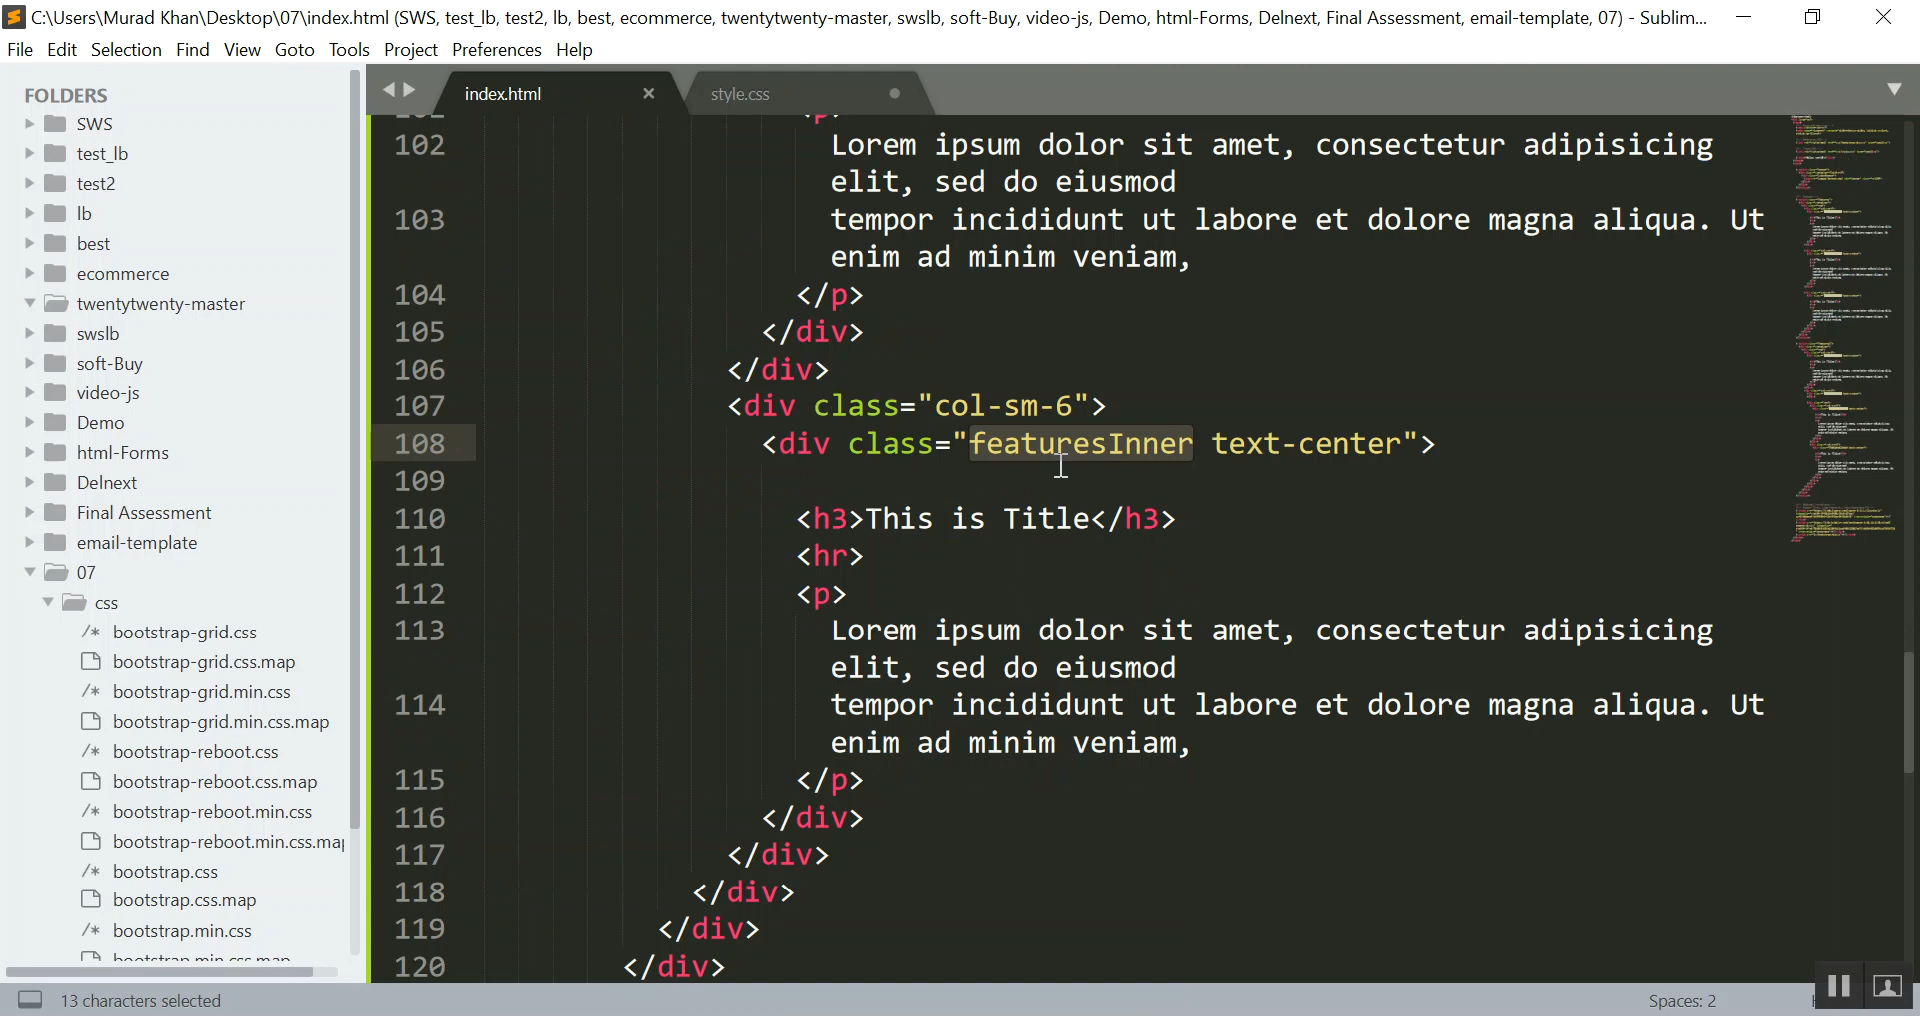 C:\Users\Murad Khan\Desktop\07\index.html (SWS, test_lb, test2, lb, best, ecommerce, twentytwenty-master, swslb, soft-Buy, video-js, Demo, html-Forms, Delnext, Final Assessment, email-template, 07) - Sublim...
File Edit Selection Find View Goto Tools Project Preferences Help
FOLDERS
SWS
test_lb
test2
lb
best
ecommerce
twentytwenty-master
swslb
soft-Buy
video-js
Demo
html-Forms
Delnext
Final Assessment
email-template
07
css
/* bootstrap-grid.css
bootstrap-grid.css.map
/* bootstrap-grid.min.css
bootstrap-grid.min.css.map
/* bootstrap-reboot.css
bootstrap-reboot.css.map
/* bootstrap-reboot.min.css
bootstrap-reboot.min.css.map
/* bootstrap.css
bootstrap.css.map
/* bootstrap.min.css
bootstrap.min.css.map
index.html × style.css
102 Lorem ipsum dolor sit amet, consectetur adipisicing
elit, sed do eiusmod
103 tempor incididunt ut labore et dolore magna aliqua. Ut
enim ad minim veniam,
104 </p>
105 </div>
106 </div>
107 <div class="col-sm-6">
108 <div class="featuresInner text-center">
109
110 <h3>This is Title</h3>
111 <hr>
112 <p>
113 Lorem ipsum dolor sit amet, consectetur adipisicing
elit, sed do eiusmod
114 tempor incididunt ut labore et dolore magna aliqua. Ut
enim ad minim veniam,
115 </p>
116 </div>
117 </div>
118 </div>
119 </div>
120 </div>
13 characters selected
Spaces: 2